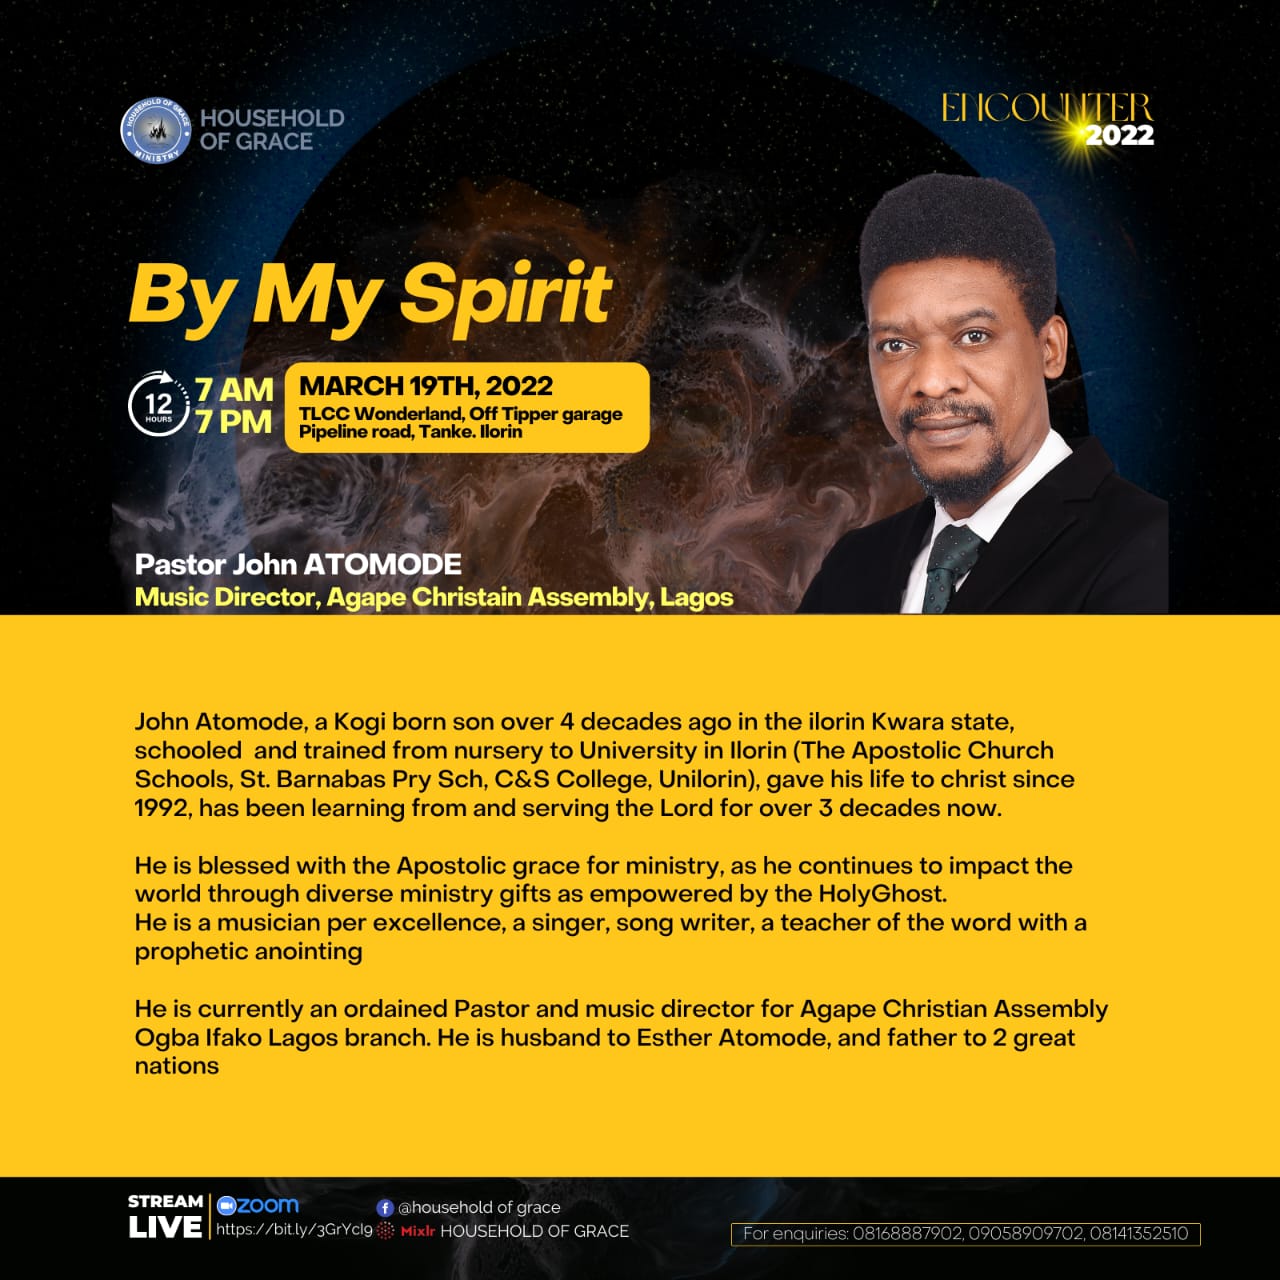 HOUSEHOLD OF GRACE
MINISTRY
HOUSEHOLD
OF GRACE
ENCOUNTER
2022
By My Spirit
12
HOURS
7 AM
7 PM
MARCH 19TH, 2022
TLCC Wonderland, Off Tipper garage
Pipeline road, Tanke. Ilorin
Pastor John ATOMODE
Music Director, Agape Christain Assembly, Lagos
John Atomode, a Kogi born son over 4 decades ago in the ilorin Kwara state,
schooled  and trained from nursery to University in Ilorin (The Apostolic Church
Schools, St. Barnabas Pry Sch, C&S College, Unilorin), gave his life to christ since
1992, has been learning from and serving the Lord for over 3 decades now.
He is blessed with the Apostolic grace for ministry, as he continues to impact the
world through diverse ministry gifts as empowered by the HolyGhost.
He is a musician per excellence, a singer, song writer, a teacher of the word with a
prophetic anointing
He is currently an ordained Pastor and music director for Agape Christian Assembly
Ogba Ifako Lagos branch. He is husband to Esther Atomode, and father to 2 great
nations
STREAM
LIVE
zoom
https://bit.ly/3GrYcI9
@household of grace
Mixlr HOUSEHOLD OF GRACE
For enquiries: 08168887902, 09058909702, 08141352510